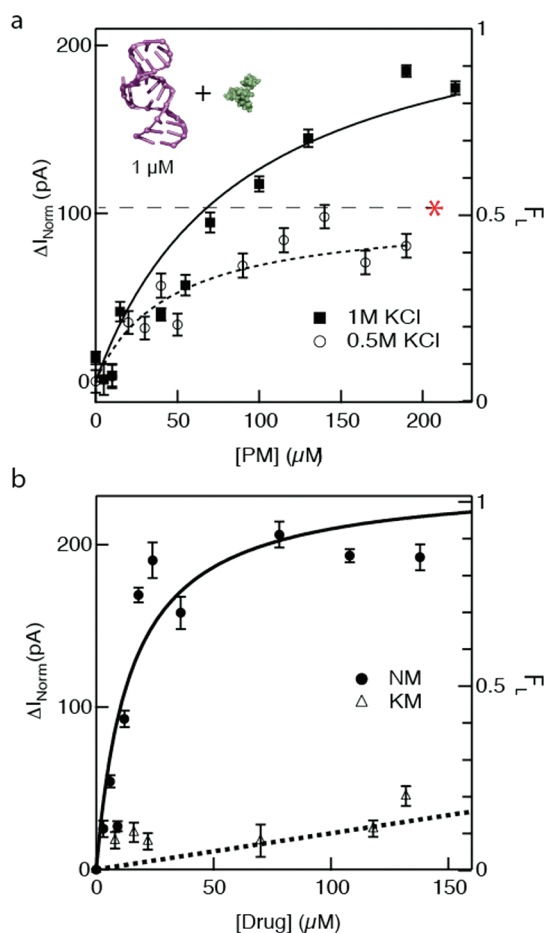 a
200
100
0
ΔI_Norm (pA)
1 µM
+
*
1
0.5
0
F_L
1M KCl
0.5M KCl
0
50
100
150
200
[PM] (µM)
b
200
100
0
ΔI_Norm(pA)
NM
KM
1
0.5
0
F_L
0
50
100
150
[Drug] (µM)